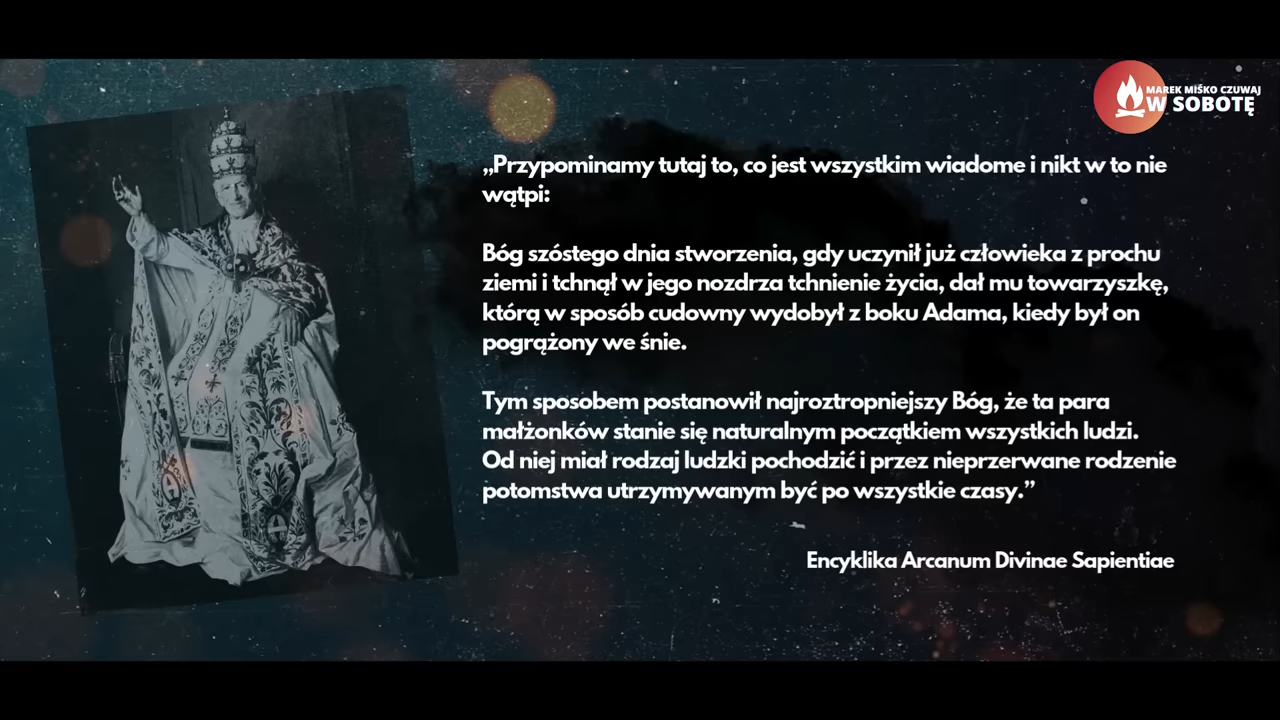 MAREK MIŚKO CZUWAJ
W SOBOTĘ
„Przypominamy tutaj to, co jest wszystkim wiadome i nikt w to nie
wątpi:
Bóg szóstego dnia stworzenia, gdy uczynił już człowieka z prochu
ziemi i tchnął w jego nozdrza tchnienie życia, dał mu towarzyszkę,
którą w sposób cudowny wydobył z boku Adama, kiedy był on
pogrążony we śnie.
Tym sposobem postanowił najroztropniejszy Bóg, że ta para
małżonków stanie się naturalnym początkiem wszystkich ludzi.
Od niej miał rodzaj ludzki pochodzić i przez nieprzerwane rodzenie
potomstwa utrzymywanym być po wszystkie czasy.”
Encyklika Arcanum Divinae Sapientiae